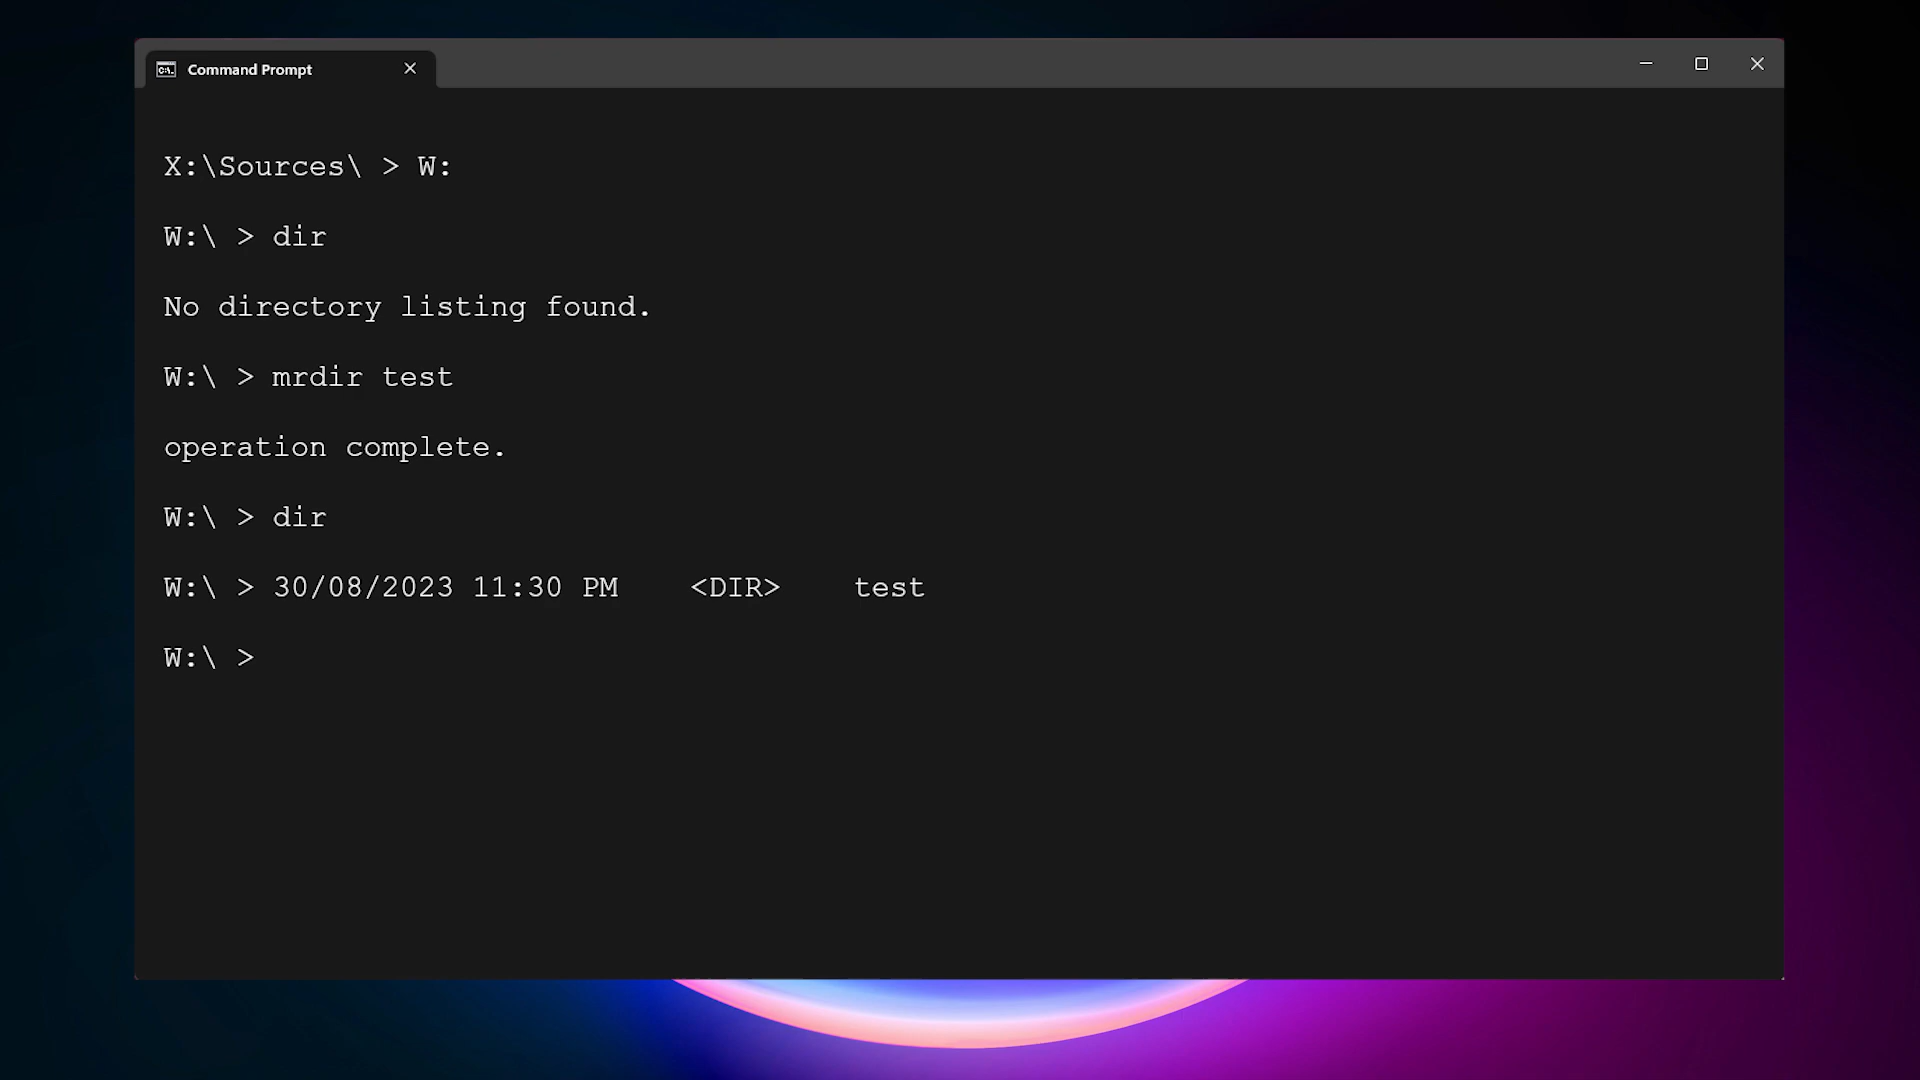 Command Prompt
X:\Sources\ > W:
W:\ > dir
No directory listing found.
W:\ > mrdir test
operation complete.
W:\ > dir
W:\ > 30/08/2023 11:30 PM <DIR> test
W:\ >